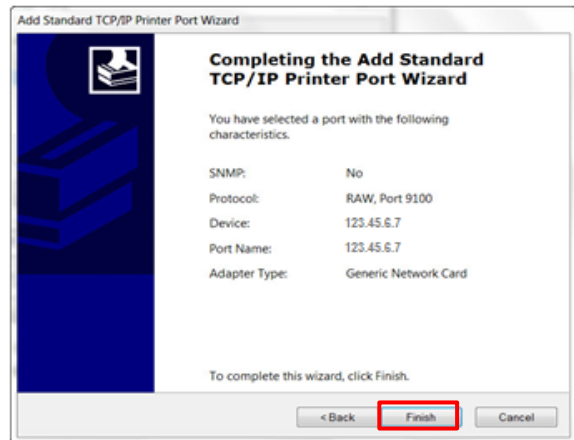 Add Standard TCP/IP Printer Port Wizard
Completing the Add Standard
TCP/IP Printer Port Wizard
You have selected a port with the following
characteristics.
SNMP: No
Protocol: RAW, Port 9100
Device: 123.45.6.7
Port Name: 123.45.6.7
Adapter Type: Generic Network Card
To complete this wizard, click Finish.
< Back Finish Cancel